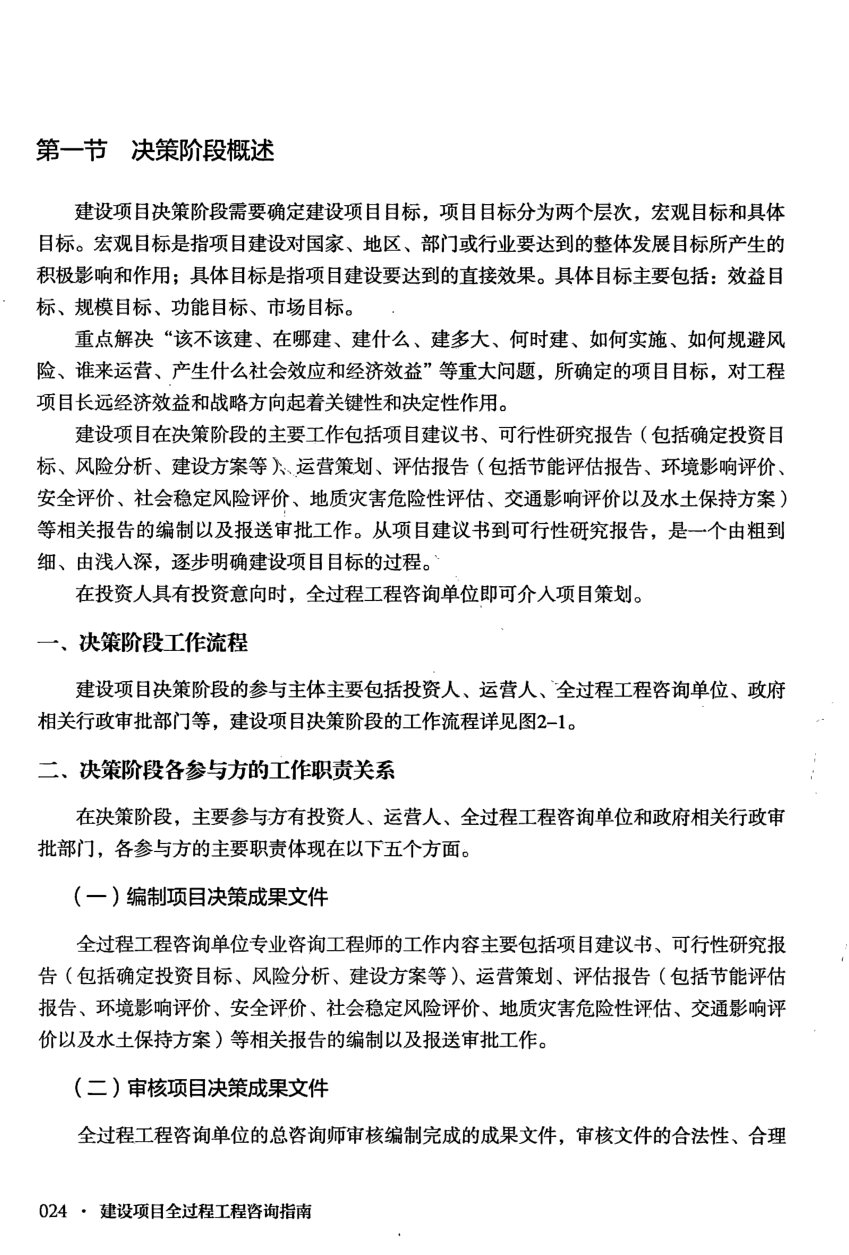 第一节　决策阶段概述
建设项目决策阶段需要确定建设项目目标，项目目标分为两个层次，宏观目标和具体
目标。宏观目标是指项目建设对国家、地区、部门或行业要达到的整体发展目标所产生的
积极影响和作用；具体目标是指项目建设要达到的直接效果。具体目标主要包括：效益目
标、规模目标、功能目标、市场目标。
重点解决“该不该建、在哪建、建什么、建多大、何时建、如何实施、如何规避风
险、谁来运营、产生什么社会效应和经济效益”等重大问题，所确定的项目目标，对工程
项目长远经济效益和战略方向起着关键性和决定性作用。
建设项目在决策阶段的主要工作包括项目建议书、可行性研究报告（包括确定投资目
标、风险分析、建设方案等）、运营策划、评估报告（包括节能评估报告、环境影响评价、
安全评价、社会稳定风险评价、地质灾害危险性评估、交通影响评价以及水土保持方案）
等相关报告的编制以及报送审批工作。从项目建议书到可行性研究报告，是一个由粗到
细、由浅入深，逐步明确建设项目目标的过程。
在投资人具有投资意向时，全过程工程咨询单位即可介入项目策划。
一、决策阶段工作流程
建设项目决策阶段的参与主体主要包括投资人、运营人、全过程工程咨询单位、政府
相关行政审批部门等，建设项目决策阶段的工作流程详见图2-1。
二、决策阶段各参与方的工作职责关系
在决策阶段，主要参与方有投资人、运营人、全过程工程咨询单位和政府相关行政审
批部门，各参与方的主要职责体现在以下五个方面。
（一）编制项目决策成果文件
全过程工程咨询单位专业咨询工程师的工作内容主要包括项目建议书、可行性研究报
告（包括确定投资目标、风险分析、建设方案等）、运营策划、评估报告（包括节能评估
报告、环境影响评价、安全评价、社会稳定风险评价、地质灾害危险性评估、交通影响评
价以及水土保持方案）等相关报告的编制以及报送审批工作。
（二）审核项目决策成果文件
全过程工程咨询单位的总咨询师审核编制完成的成果文件，审核文件的合法性、合理
024 · 建设项目全过程工程咨询指南